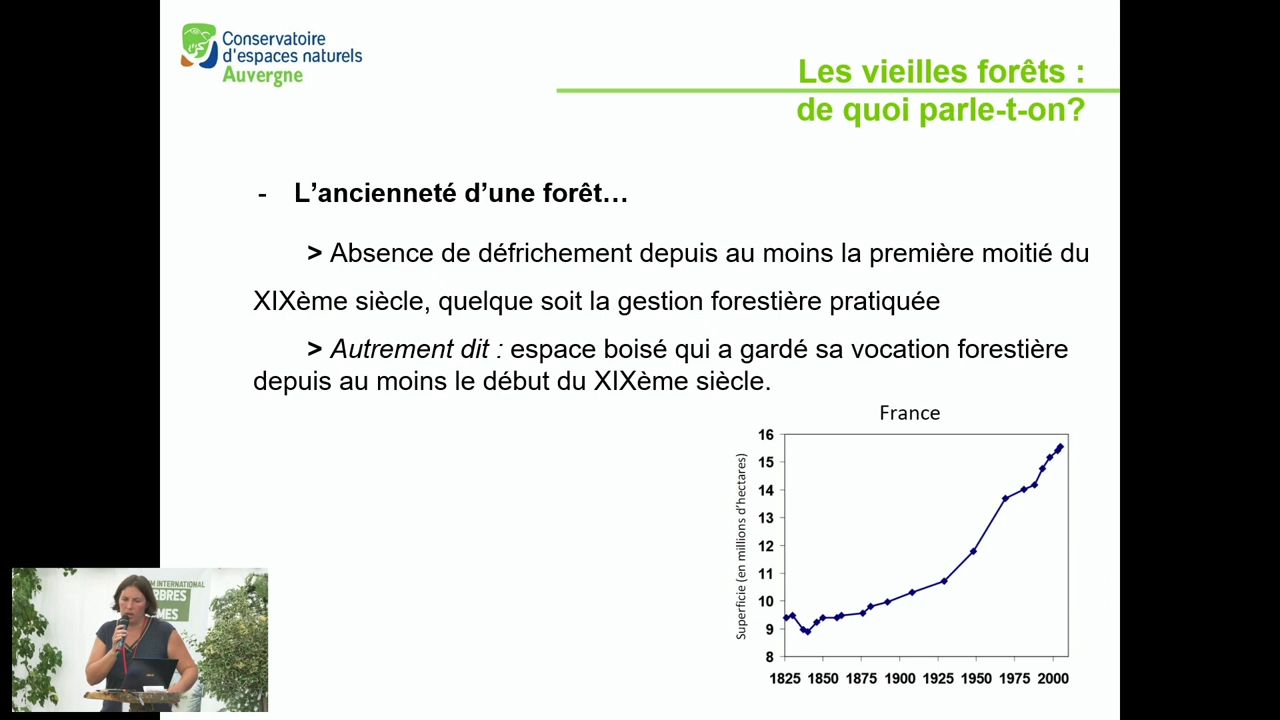 Conservatoire
d'espaces naturels
Auvergne
Les vieilles forêts :
de quoi parle-t-on?
- L'ancienneté d'une forêt…
> Absence de défrichement depuis au moins la première moitié du
XIXème siècle, quelque soit la gestion forestière pratiquée
> Autrement dit : espace boisé qui a gardé sa vocation forestière
depuis au moins le début du XIXème siècle.
France
Superficie (en millions d'hectares)
16
15
14
13
12
11
10
9
8
1825 1850 1875 1900 1925 1950 1975 2000
INTERNATIONAL